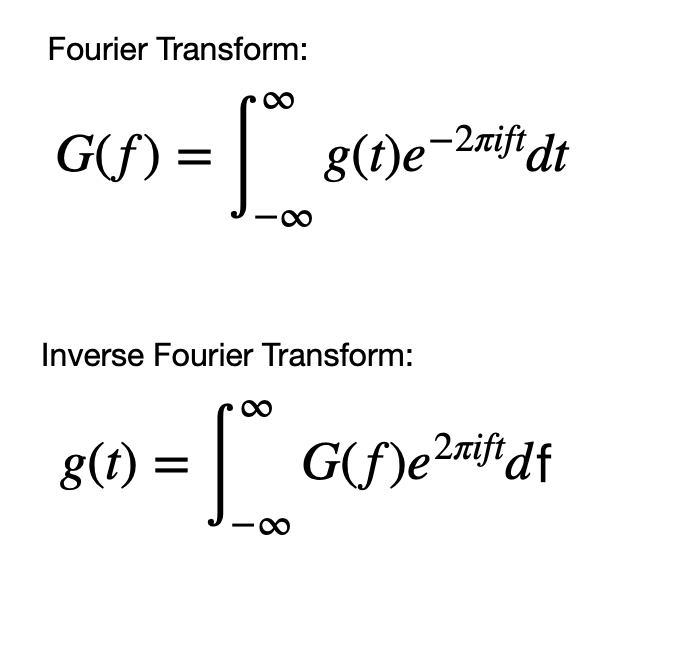 Fourier Transform:
G(f) = ∫_{-∞}^{∞} g(t)e^{-2πift}dt
Inverse Fourier Transform:
g(t) = ∫_{-∞}^{∞} G(f)e^{2πift}df